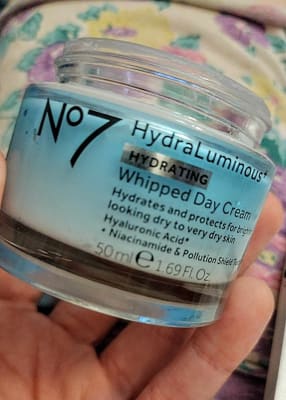 No7
HydraLuminous+
HYDRATING
Whipped Day Cream
Hydrates and protects for bright
looking dry to very dry skin
Hyaluronic Acid*
• Niacinamide & Pollution Shield
50ml e 1.69 Fl.Oz